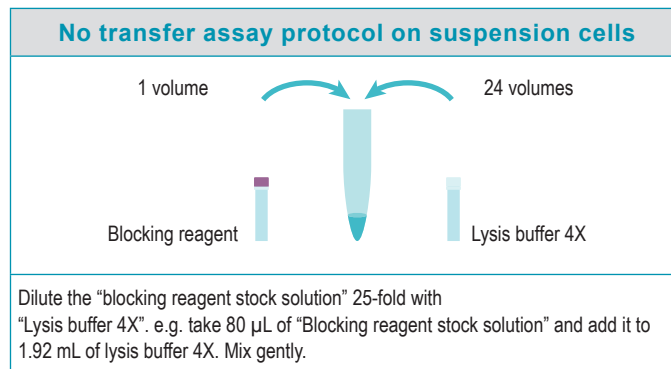 No transfer assay protocol on suspension cells
1 volume
24 volumes
Blocking reagent
Lysis buffer 4X
Dilute the “blocking reagent stock solution” 25-fold with
“Lysis buffer 4X”. e.g. take 80 µL of “Blocking reagent stock solution” and add it to
1.92 mL of lysis buffer 4X. Mix gently.